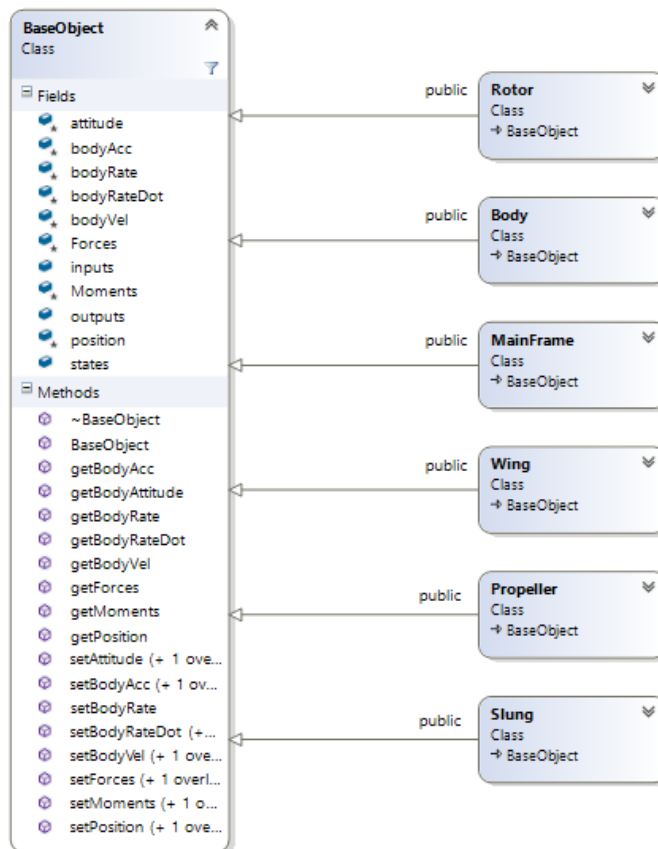 BaseObject
Class
Fields
attitude
bodyAcc
bodyRate
bodyRateDot
bodyVel
Forces
inputs
Moments
outputs
position
states
Methods
~BaseObject
BaseObject
getBodyAcc
getBodyAttitude
getBodyRate
getBodyRateDot
getBodyVel
getForces
getMoments
getPosition
setAttitude (+ 1 ove...
setBodyAcc (+ 1 ov...
setBodyRate
setBodyRateDot (+...
setBodyVel (+ 1 ove...
setForces (+ 1 overl...
setMoments (+ 1 o...
setPosition (+ 1 ove...
public
Rotor
Class
BaseObject
public
Body
Class
BaseObject
public
MainFrame
Class
BaseObject
public
Wing
Class
BaseObject
public
Propeller
Class
BaseObject
public
Slung
Class
BaseObject